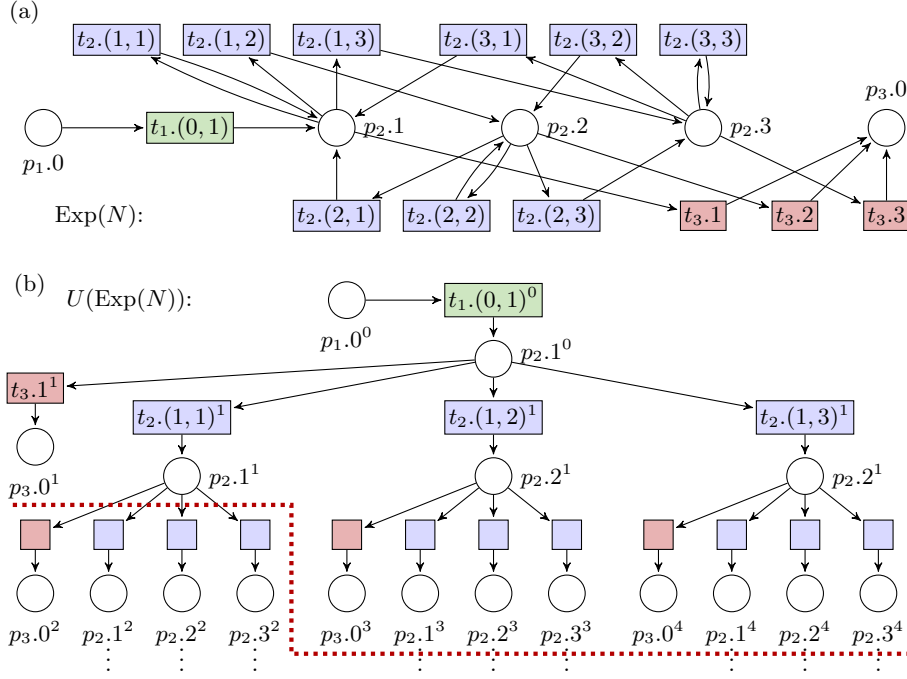 (a)
t₂.(1, 1) t₂.(1, 2) t₂.(1, 3) t₂.(3, 1) t₂.(3, 2) t₂.(3, 3)
p₃.0
t₁.(0, 1) p₂.1 p₂.2 p₂.3
p₁.0
Exp(N): t₂.(2, 1) t₂.(2, 2) t₂.(2, 3) t₃.1 t₃.2 t₃.3
(b)
U(Exp(N)): t₁.(0, 1)⁰
p₁.0⁰ p₂.1⁰
t₃.1¹
t₂.(1, 1)¹ t₂.(1, 2)¹ t₂.(1, 3)¹
p₃.0¹ p₂.1¹ p₂.2¹ p₂.2¹
p₃.0² p₂.1² p₂.2² p₂.3² p₃.0³ p₂.1³ p₂.2³ p₂.3³ p₃.0⁴ p₂.1⁴ p₂.2⁴ p₂.3⁴